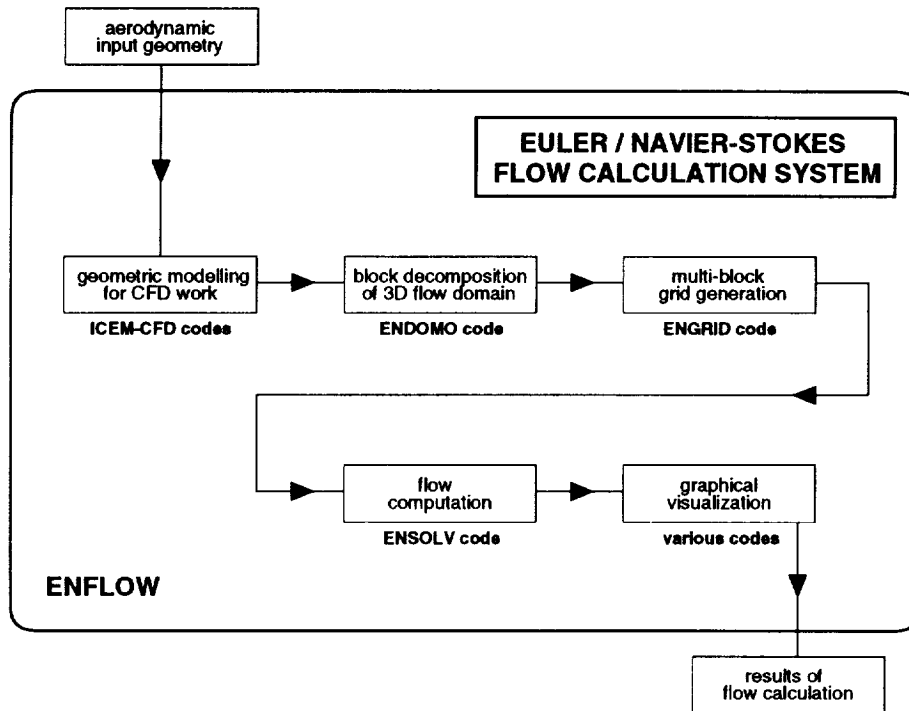 aerodynamic
input geometry
EULER / NAVIER-STOKES
FLOW CALCULATION SYSTEM
geometric modelling
for CFD work
ICEM-CFD codes
block decomposition
of 3D flow domain
ENDOMO code
multi-block
grid generation
ENGRID code
flow
computation
ENSOLV code
graphical
visualization
various codes
ENFLOW
results of
flow calculation